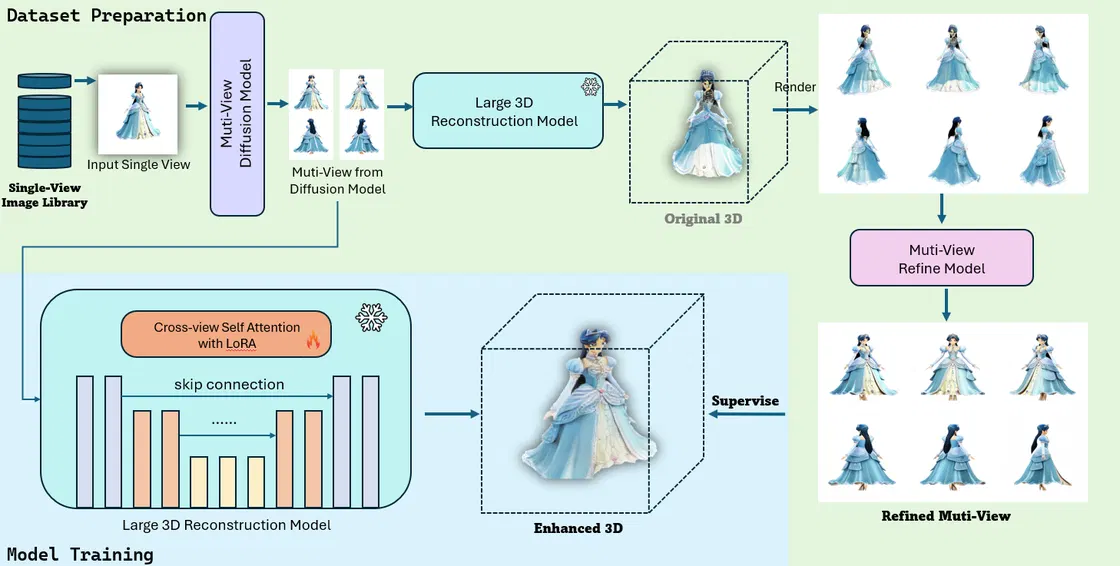 Dataset Preparation
Single-View
Image Library
Input Single View
Muti-View
Diffusion Model
Muti-View from
Diffusion Model
Large 3D
Reconstruction Model
Original 3D
Render
Muti-View
Refine Model
Refined Muti-View
Cross-view Self Attention
with LoRA
skip connection
......
Large 3D Reconstruction Model
Enhanced 3D
Supervise
Model Training